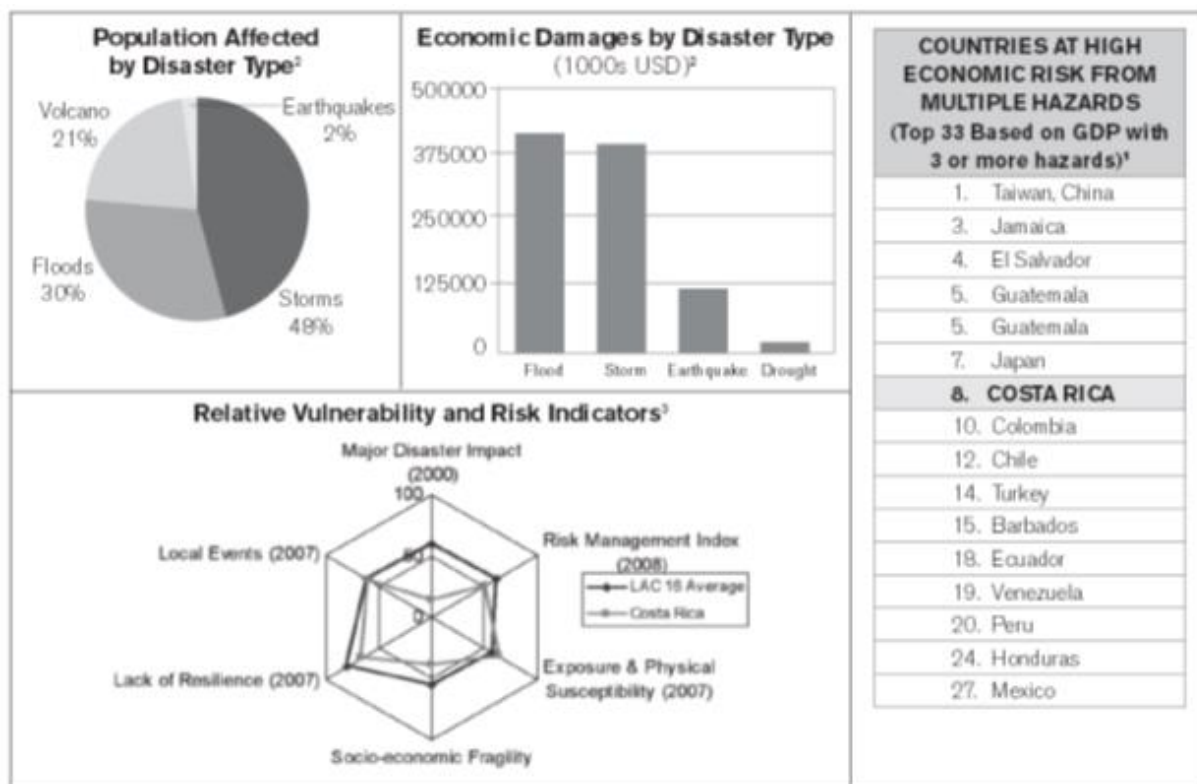 Population Affected
by Disaster Type²
Volcano
21%
Earthquakes
2%
Floods
30%
Storms
48%
Economic Damages by Disaster Type
(1000s USD)²
500000
375000
250000
125000
0
Flood
Storm
Earthquake
Drought
COUNTRIES AT HIGH
ECONOMIC RISK FROM
MULTIPLE HAZARDS
(Top 33 Based on GDP with
3 or more hazards)¹
1. Taiwan, China
3. Jamaica
4. El Salvador
5. Guatemala
5. Guatemala
7. Japan
8. COSTA RICA
10. Colombia
12. Chile
14. Turkey
15. Barbados
18. Ecuador
19. Venezuela
20. Peru
24. Honduras
27. Mexico
Relative Vulnerability and Risk Indicators³
Major Disaster Impact
(2000)
100
50
0
Local Events (2007)
Risk Management Index
(2008)
LAC 16 Average
Costa Rica
Lack of Resilience (2007)
Exposure & Physical
Susceptibility (2007)
Socio-economic Fragility